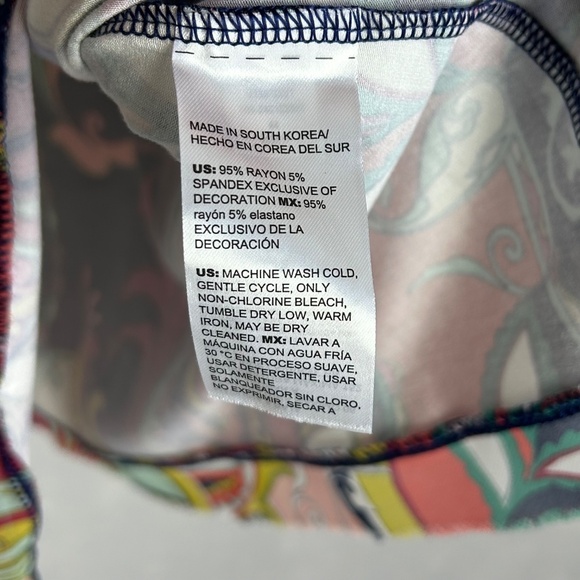 MADE IN SOUTH KOREA/
HECHO EN COREA DEL SUR
US: 95% RAYON 5%
SPANDEX EXCLUSIVE OF
DECORATION MX: 95%
rayón 5% elastano
EXCLUSIVO DE LA
DECORACIÓN
US: MACHINE WASH COLD,
GENTLE CYCLE, ONLY
NON-CHLORINE BLEACH,
TUMBLE DRY LOW, WARM
IRON, MAY BE DRY
CLEANED. MX: LAVAR A
MÁQUINA CON AGUA FRÍA
30 °C EN PROCESO SUAVE,
USAR DETERGENTE, USAR
SOLAMENTE
BLANQUEADOR SIN CLORO,
NO EXPRIMIR, SECAR A